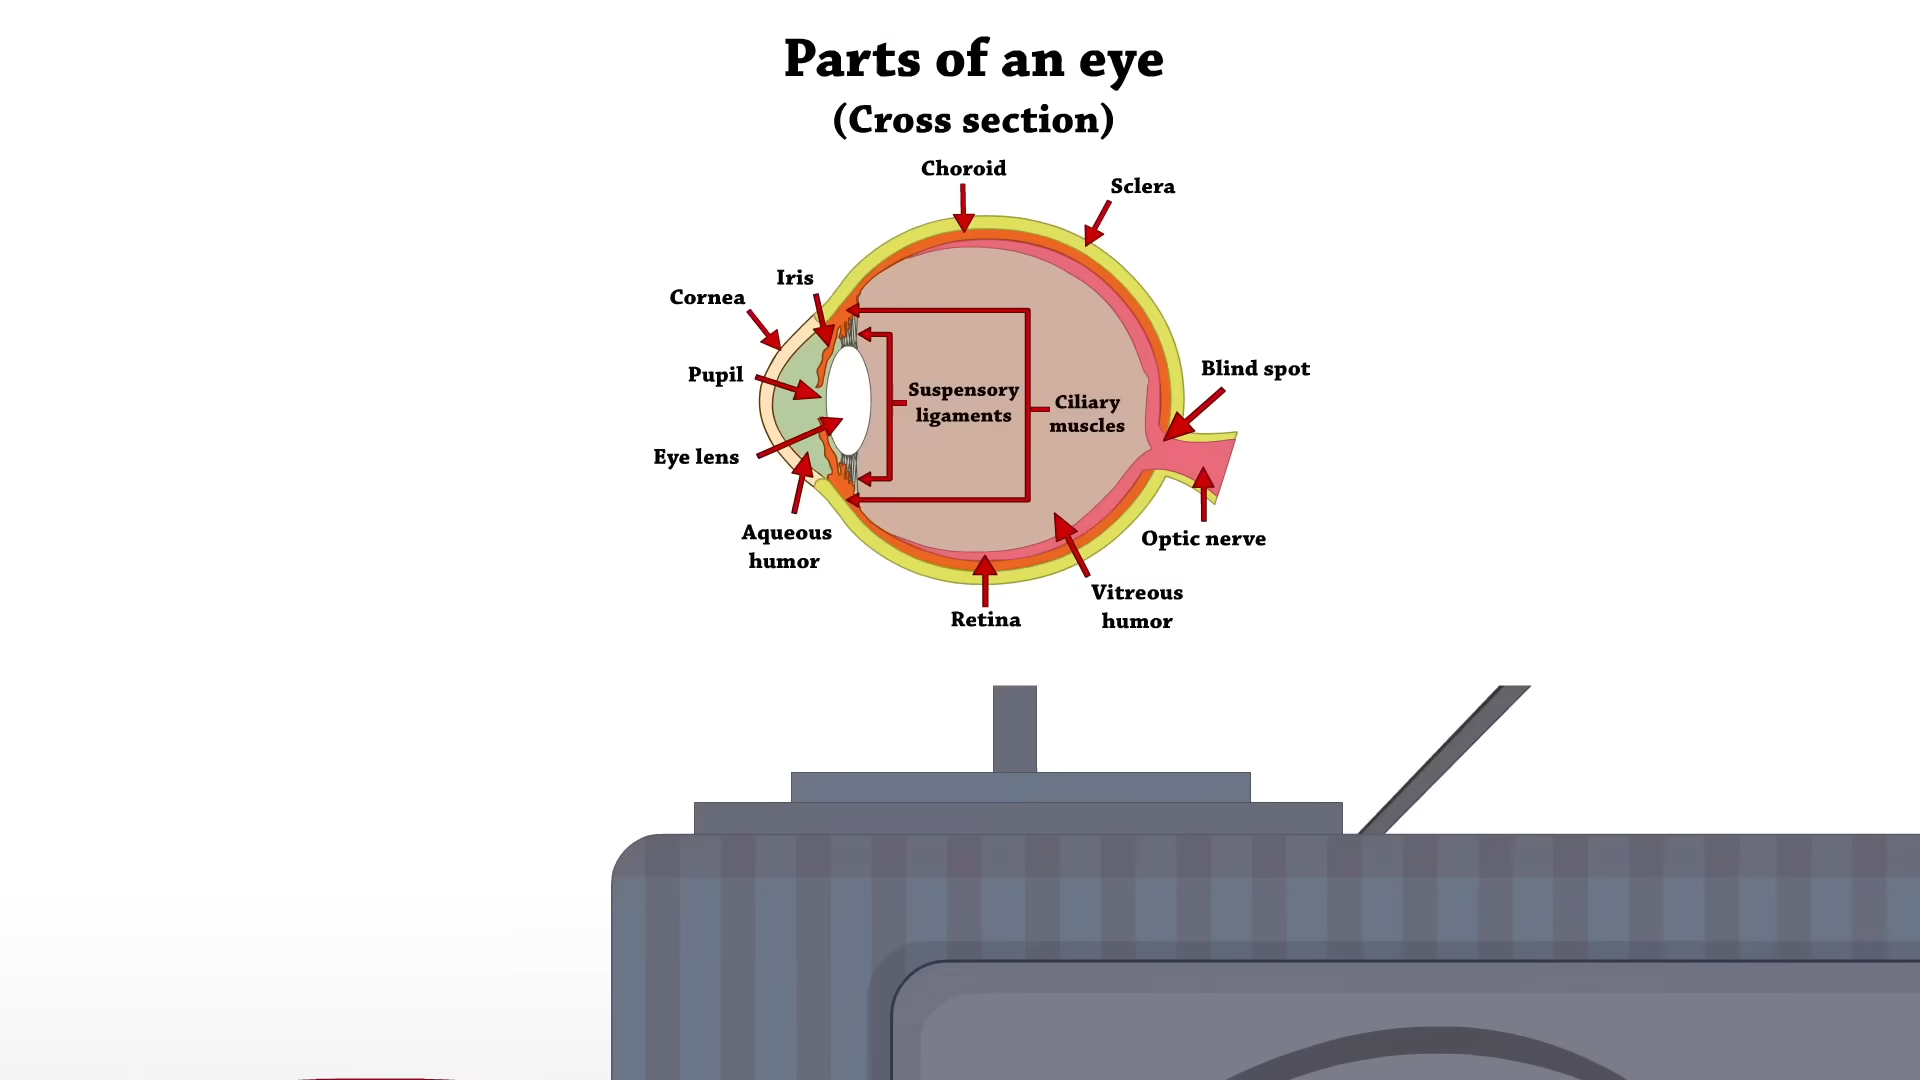 Parts of an eye
(Cross section)
Choroid
Sclera
Iris
Cornea
Pupil
Blind spot
Suspensory
ligaments
Ciliary
muscles
Eye lens
Aqueous
humor
Optic nerve
Vitreous
humor
Retina